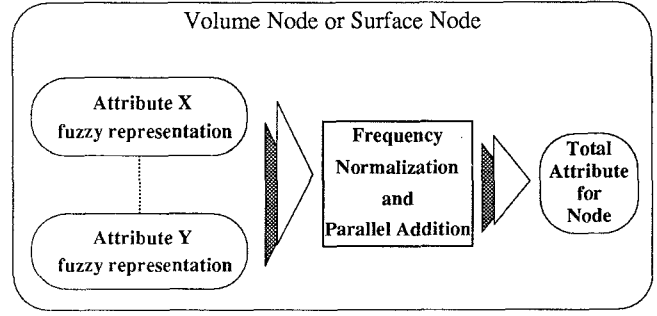 Volume Node or Surface Node
Attribute X
fuzzy representation
Attribute Y
fuzzy representation
Frequency
Normalization
and
Parallel Addition
Total
Attribute
for
Node